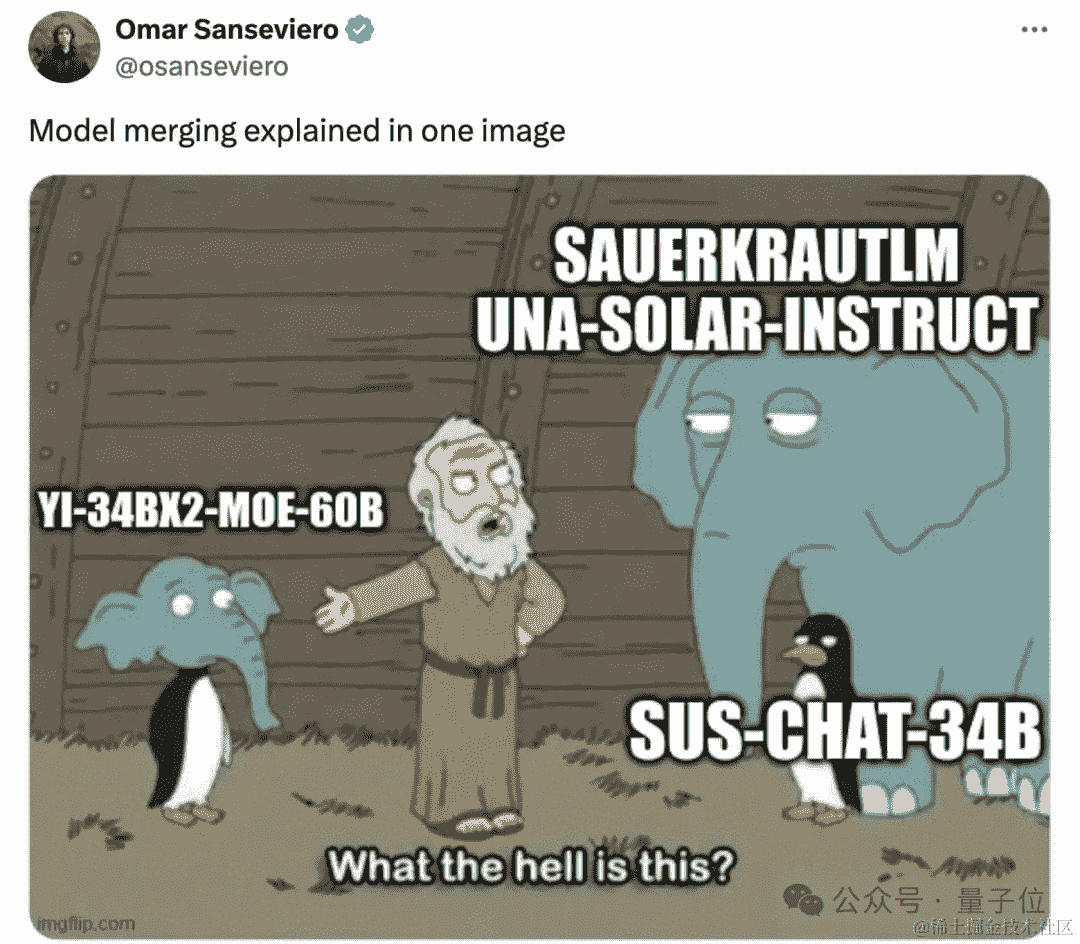 Omar Sanseviero
@osanseviero
Model merging explained in one image
SAUERKRAUTLM
UNA-SOLAR-INSTRUCT
YI-34BX2-MOE-60B
SUS-CHAT-34B
What the hell is this?
imgflip.com
公众号 · 量子位
@稀土掘金技术社区